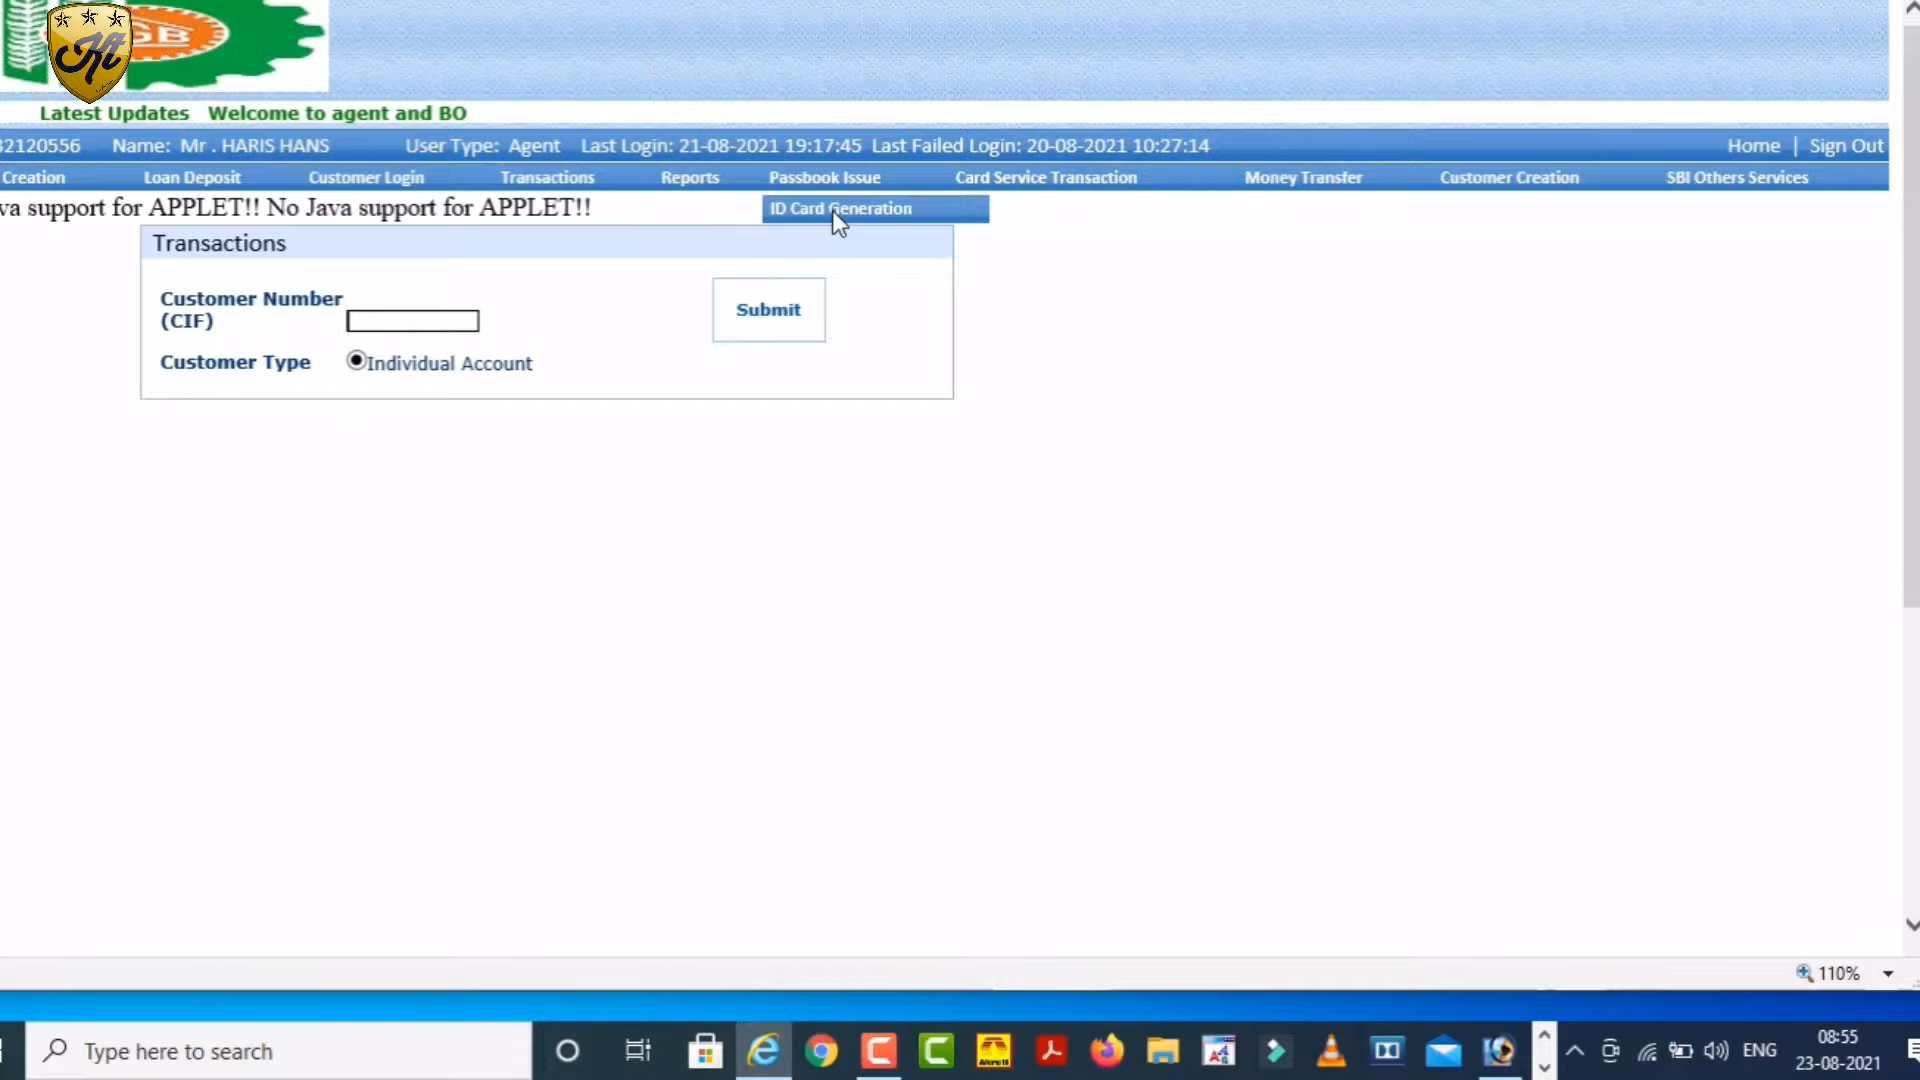 GB
Latest Updates Welcome to agent and BO
32120556 Name: Mr . HARIS HANS User Type: Agent Last Login: 21-08-2021 19:17:45 Last Failed Login: 20-08-2021 10:27:14 Home | Sign Out
Creation Loan Deposit Customer Login Transactions Reports Passbook Issue Card Service Transaction Money Transfer Customer Creation SBI Others Services
va support for APPLET!! No Java support for APPLET!!
ID Card Generation
Transactions
Customer Number
(CIF)
Submit
Customer Type Individual Account
110%
Type here to search
ENG
08:55
23-08-2021